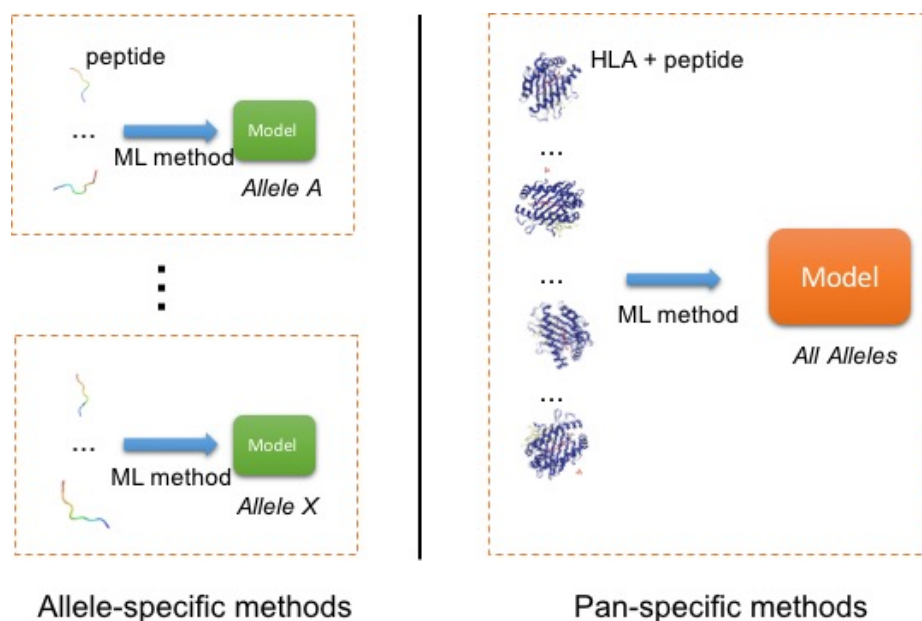 peptide
...
ML method
Model
Allele A
...
ML method
Model
Allele X
Allele-specific methods
HLA + peptide
...
...
...
ML method
Model
All Alleles
Pan-specific methods